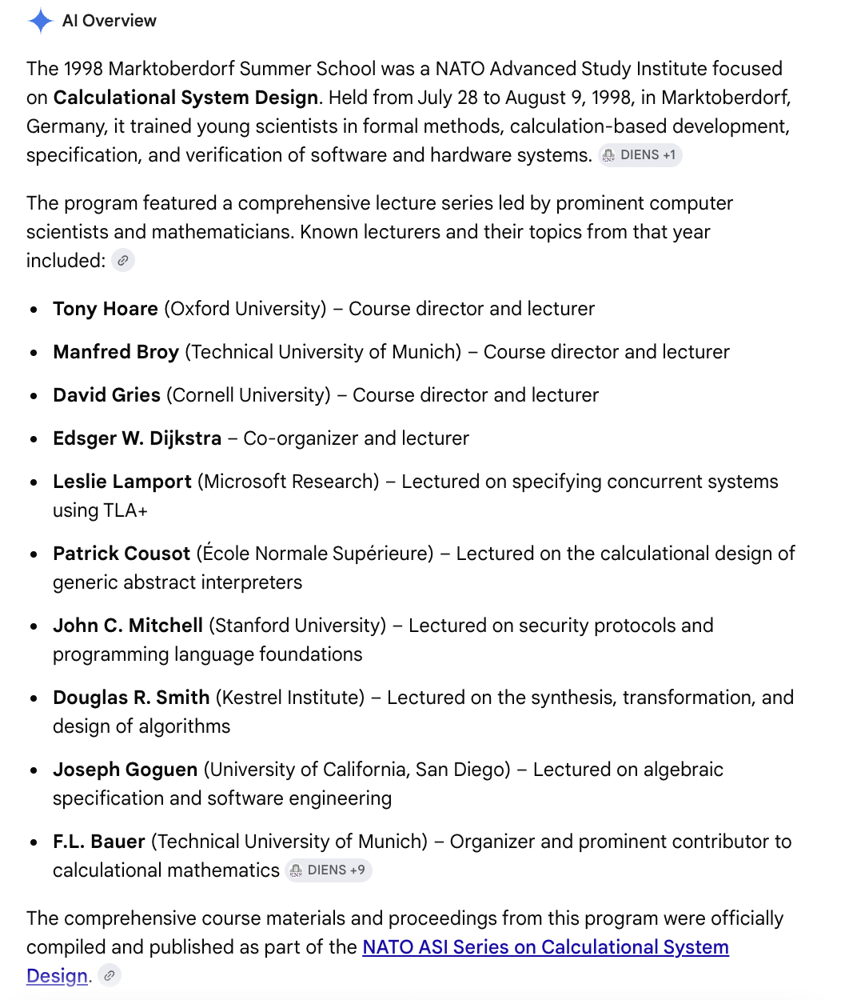 AI Overview
The 1998 Marktoberdorf Summer School was a NATO Advanced Study Institute focused
on Calculational System Design. Held from July 28 to August 9, 1998, in Marktoberdorf,
Germany, it trained young scientists in formal methods, calculation-based development,
specification, and verification of software and hardware systems. DIENS +1
The program featured a comprehensive lecture series led by prominent computer
scientists and mathematicians. Known lecturers and their topics from that year
included:
• Tony Hoare (Oxford University) – Course director and lecturer
• Manfred Broy (Technical University of Munich) – Course director and lecturer
• David Gries (Cornell University) – Course director and lecturer
• Edsger W. Dijkstra – Co-organizer and lecturer
• Leslie Lamport (Microsoft Research) – Lectured on specifying concurrent systems
using TLA+
• Patrick Cousot (École Normale Supérieure) – Lectured on the calculational design of
generic abstract interpreters
• John C. Mitchell (Stanford University) – Lectured on security protocols and
programming language foundations
• Douglas R. Smith (Kestrel Institute) – Lectured on the synthesis, transformation, and
design of algorithms
• Joseph Goguen (University of California, San Diego) – Lectured on algebraic
specification and software engineering
• F.L. Bauer (Technical University of Munich) – Organizer and prominent contributor to
calculational mathematics DIENS +9
The comprehensive course materials and proceedings from this program were officially
compiled and published as part of the NATO ASI Series on Calculational System
Design.